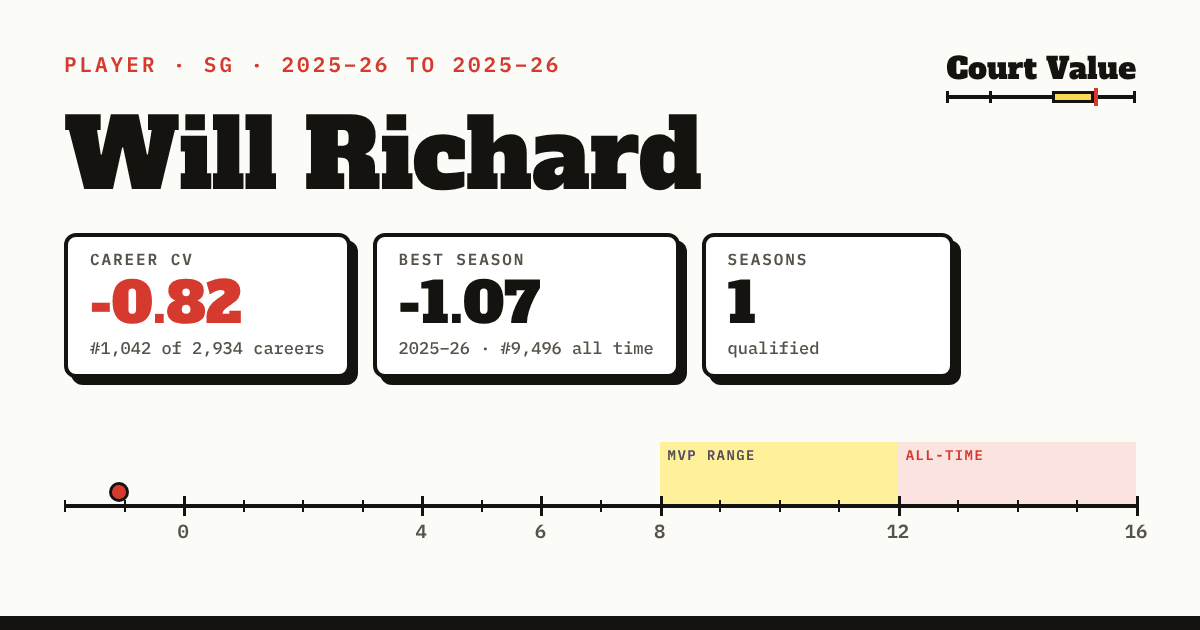 PLAYER · SG · 2025–26 TO 2025–26
Court Value
Will Richard
CAREER CV
-0.82
#1,042 of 2,934 careers
BEST SEASON
-1.07
2025–26 · #9,496 all time
SEASONS
1
qualified
MVP RANGE
ALL-TIME
0 4 6 8 12 16